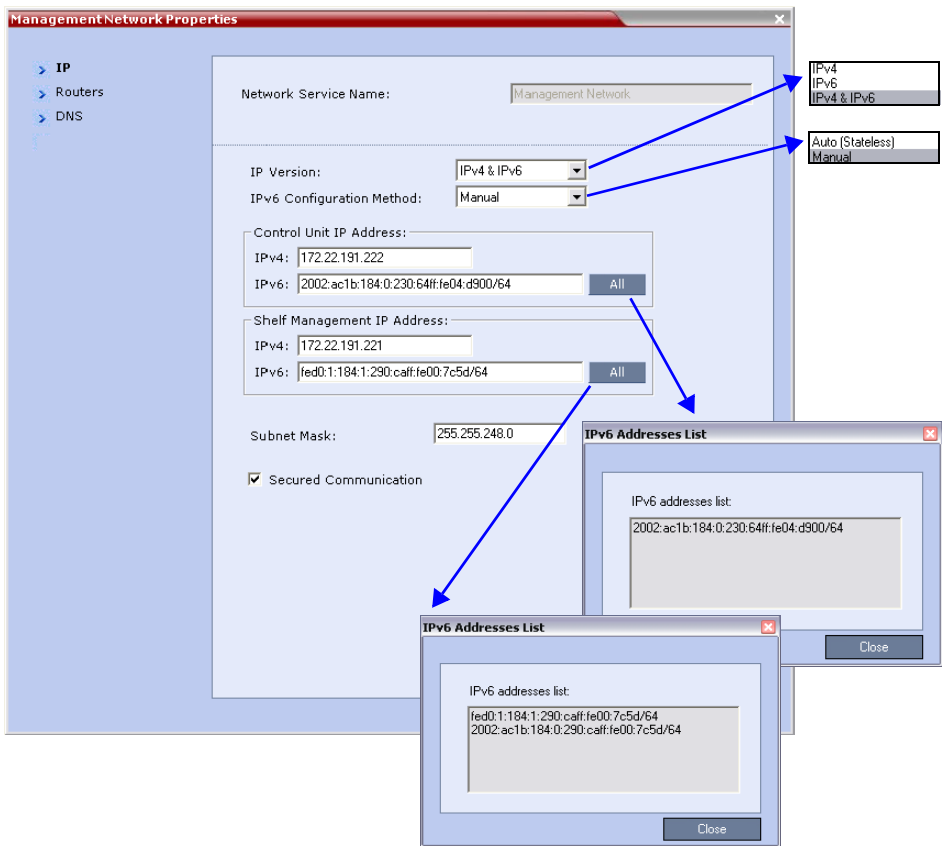 Management Network Properties
IP
Routers
DNS
Network Service Name: Management Network
IP Version: IPv4 & IPv6
IPv6 Configuration Method: Manual
Control Unit IP Address:
IPv4: 172.22.191.222
IPv6: 2002:ac1b:184:0:230:64ff:fe04:d900/64 All
Shelf Management IP Address:
IPv4: 172.22.191.221
IPv6: fed0:1:184:1:290:caff:fe00:7c5d/64 All
Subnet Mask: 255.255.248.0
Secured Communication
IPv4
IPv6
IPv4 & IPv6
Auto (Stateless)
Manual
IPv6 Addresses List
IPv6 addresses list:
2002:ac1b:184:0:230:64ff:fe04:d900/64
Close
IPv6 Addresses List
IPv6 addresses list:
fed0:1:184:1:290:caff:fe00:7c5d/64
2002:ac1b:184:0:290:caff:fe00:7c5d/64
Close